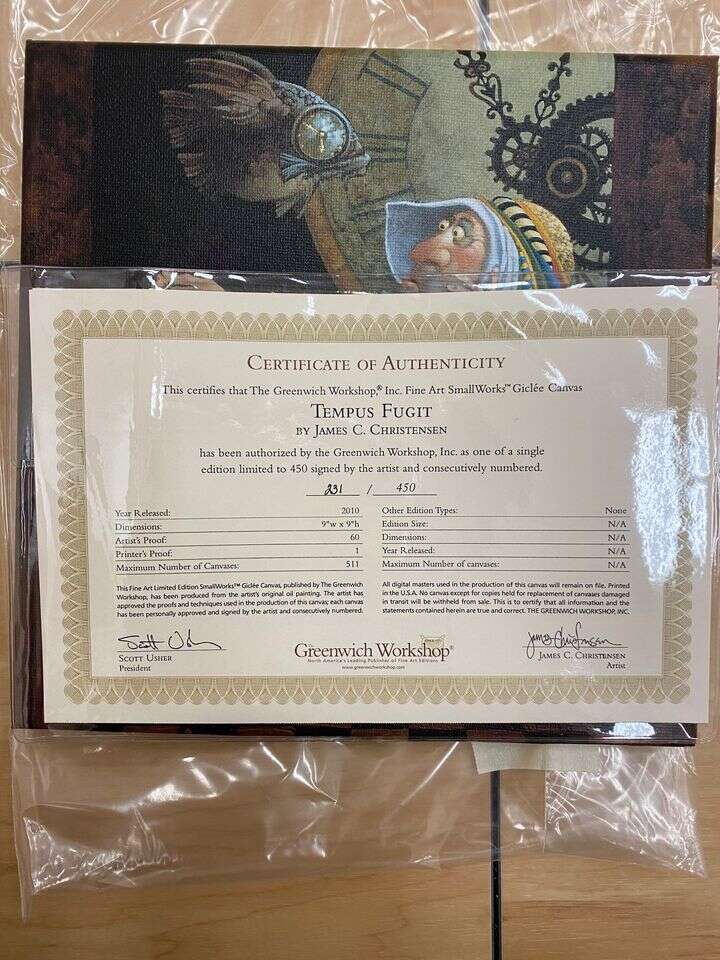 II
CERTIFICATE OF AUTHENTICITY
This certifies that The Greenwich Workshop,® Inc. Fine Art SmallWorks™ Giclée Canvas
TEMPUS FUGIT
BY JAMES C. CHRISTENSEN
has been authorized by the Greenwich Workshop, Inc. as one of a single
edition limited to 450 signed by the artist and consecutively numbered.
231 / 450
Year Released: 2010
Dimensions: 9"w x 9"h
Artist's Proof: 60
Printer's Proof: 1
Maximum Number of Canvases: 511
Other Edition Types: None
Edition Size: N/A
Dimensions: N/A
Year Released: N/A
Maximum Number of canvases: N/A
This Fine Art Limited Edition SmallWorks™ Giclée Canvas, published by The Greenwich
Workshop, has been produced from the artist's original oil painting. The artist has
approved the proofs and techniques used in the production of this canvas; each canvas
has been personally approved and signed by the artist and consecutively numbered.
All digital masters used in the production of this canvas will remain on file. Printed
in the U.S.A. No canvas except for copies held for replacement of canvases damaged
in transit will be withheld from sale. This is to certify that all information and the
statements contained herein are true and correct. THE GREENWICH WORKSHOP, INC.
Scott Usher
SCOTT USHER
President
Greenwich Workshop®
North America's Leading Publisher of Fine Art Editions
www.greenwichworkshop.com
James Christensen
JAMES C. CHRISTENSEN
Artist